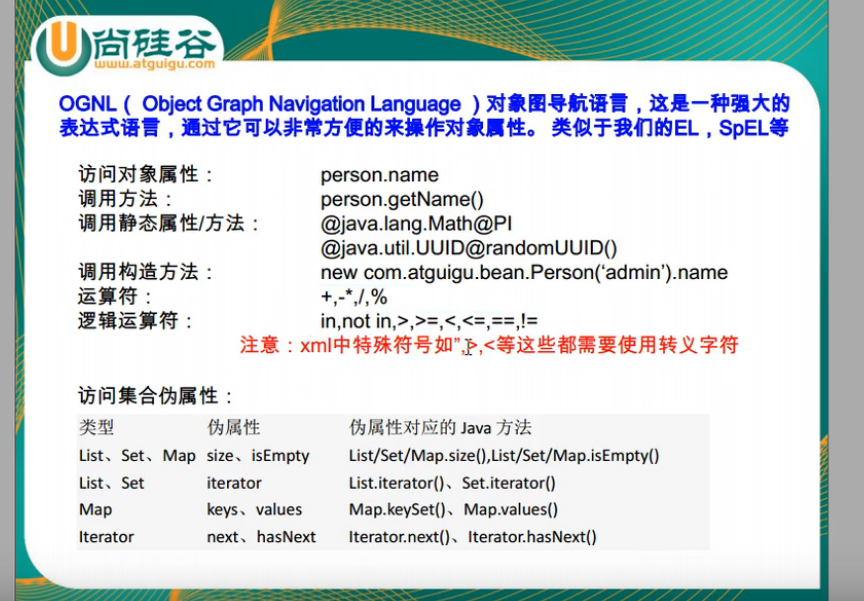 尚硅谷
www.atguigu.com
OGNL（ Object Graph Navigation Language ）对象图导航语言，这是一种强大的
表达式语言，通过它可以非常方便的来操作对象属性。 类似于我们的EL，SpEL等
访问对象属性： person.name
调用方法： person.getName()
调用静态属性/方法： @java.lang.Math@PI
@java.util.UUID@randomUUID()
调用构造方法： new com.atguigu.bean.Person(‘admin’).name
运算符： +,-*,/,%
逻辑运算符： in,not in,>,>=,<,<=,==,!=
注意：xml中特殊符号如”,>,<等这些都需要使用转义字符
访问集合伪属性：
类型 伪属性 伪属性对应的 Java 方法
List、Set、Map size、isEmpty List/Set/Map.size(),List/Set/Map.isEmpty()
List、Set iterator List.iterator()、Set.iterator()
Map keys、values Map.keySet()、Map.values()
Iterator next、hasNext Iterator.next()、Iterator.hasNext()